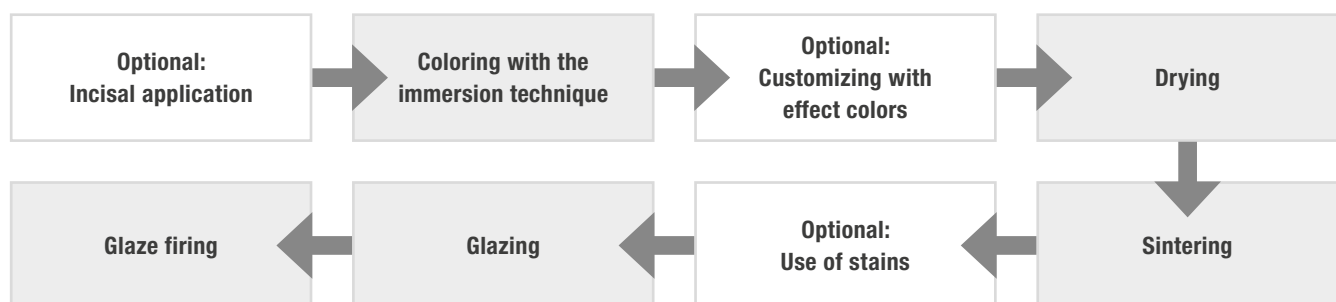 Optional:
Incisal application
Coloring with the
immersion technique
Optional:
Customizing with
effect colors
Drying
Sintering
Optional:
Use of stains
Glazing
Glaze firing